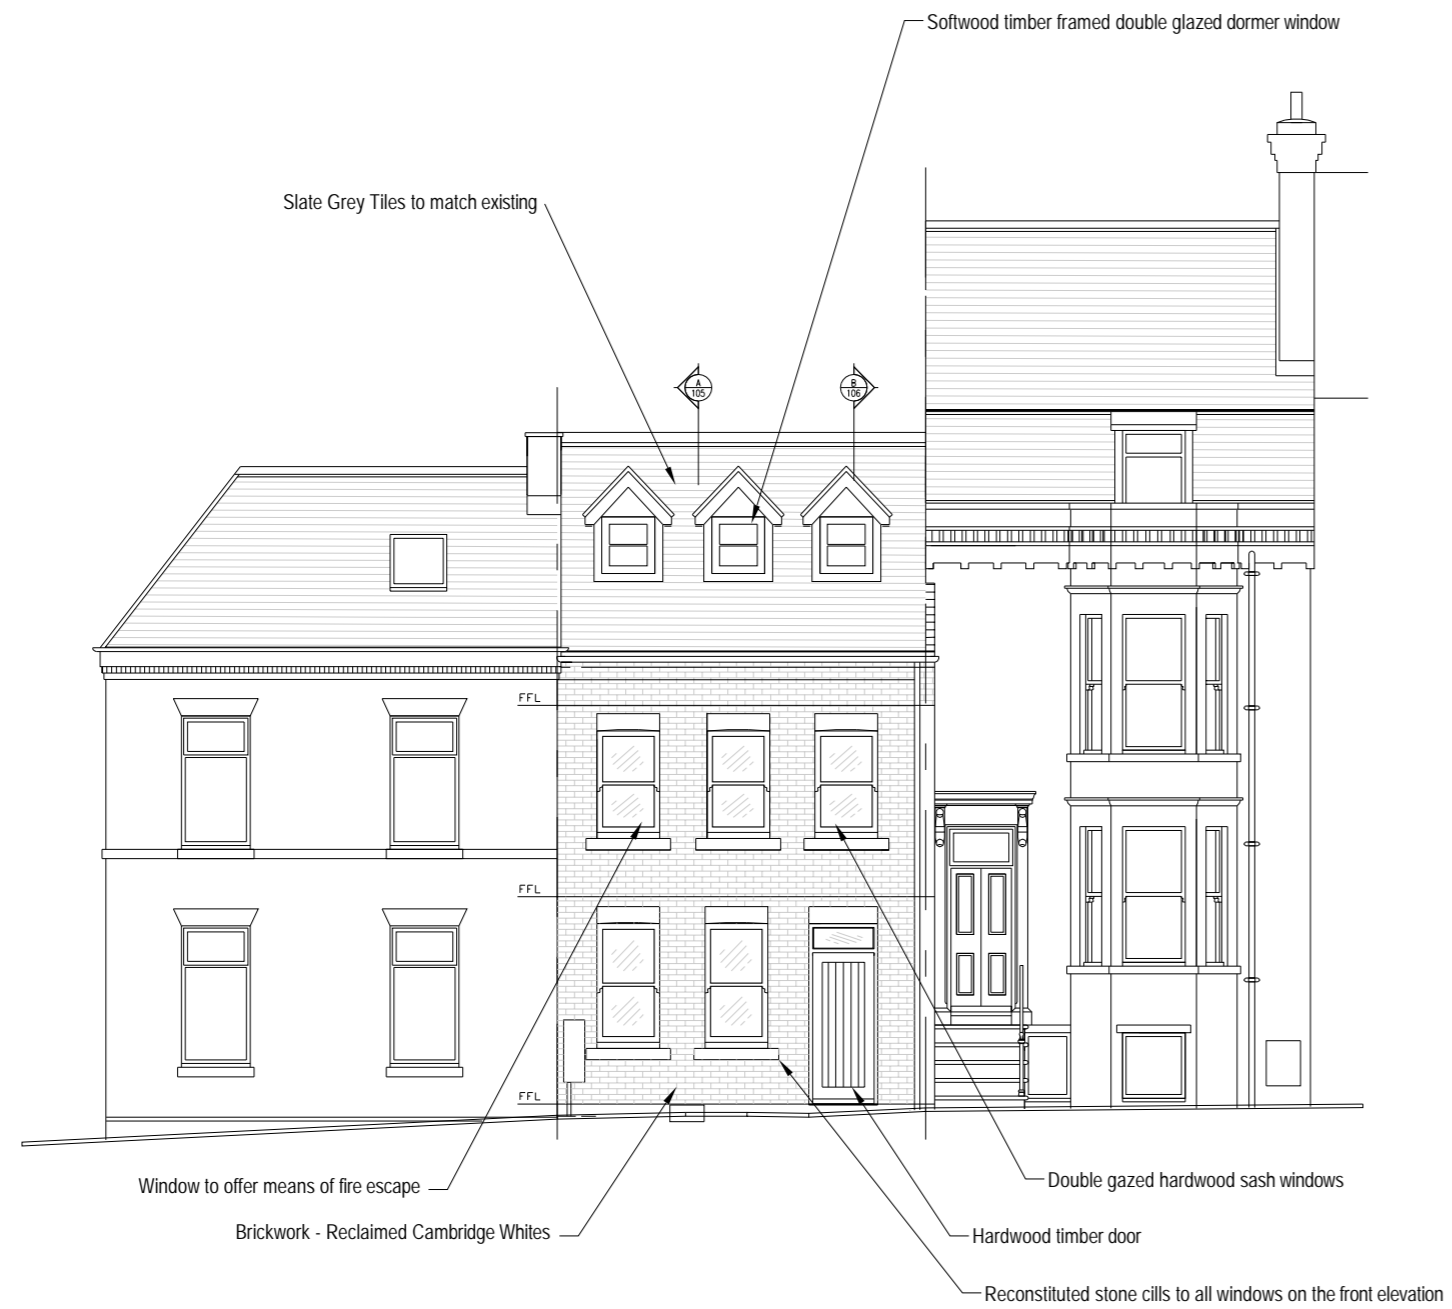 Softwood timber framed double glazed dormer window
Slate Grey Tiles to match existing
A
105
B
106
FFL
FFL
FFL
Window to offer means of fire escape
Double gazed hardwood sash windows
Brickwork - Reclaimed Cambridge Whites
Hardwood timber door
Reconstituted stone cills to all windows on the front elevation